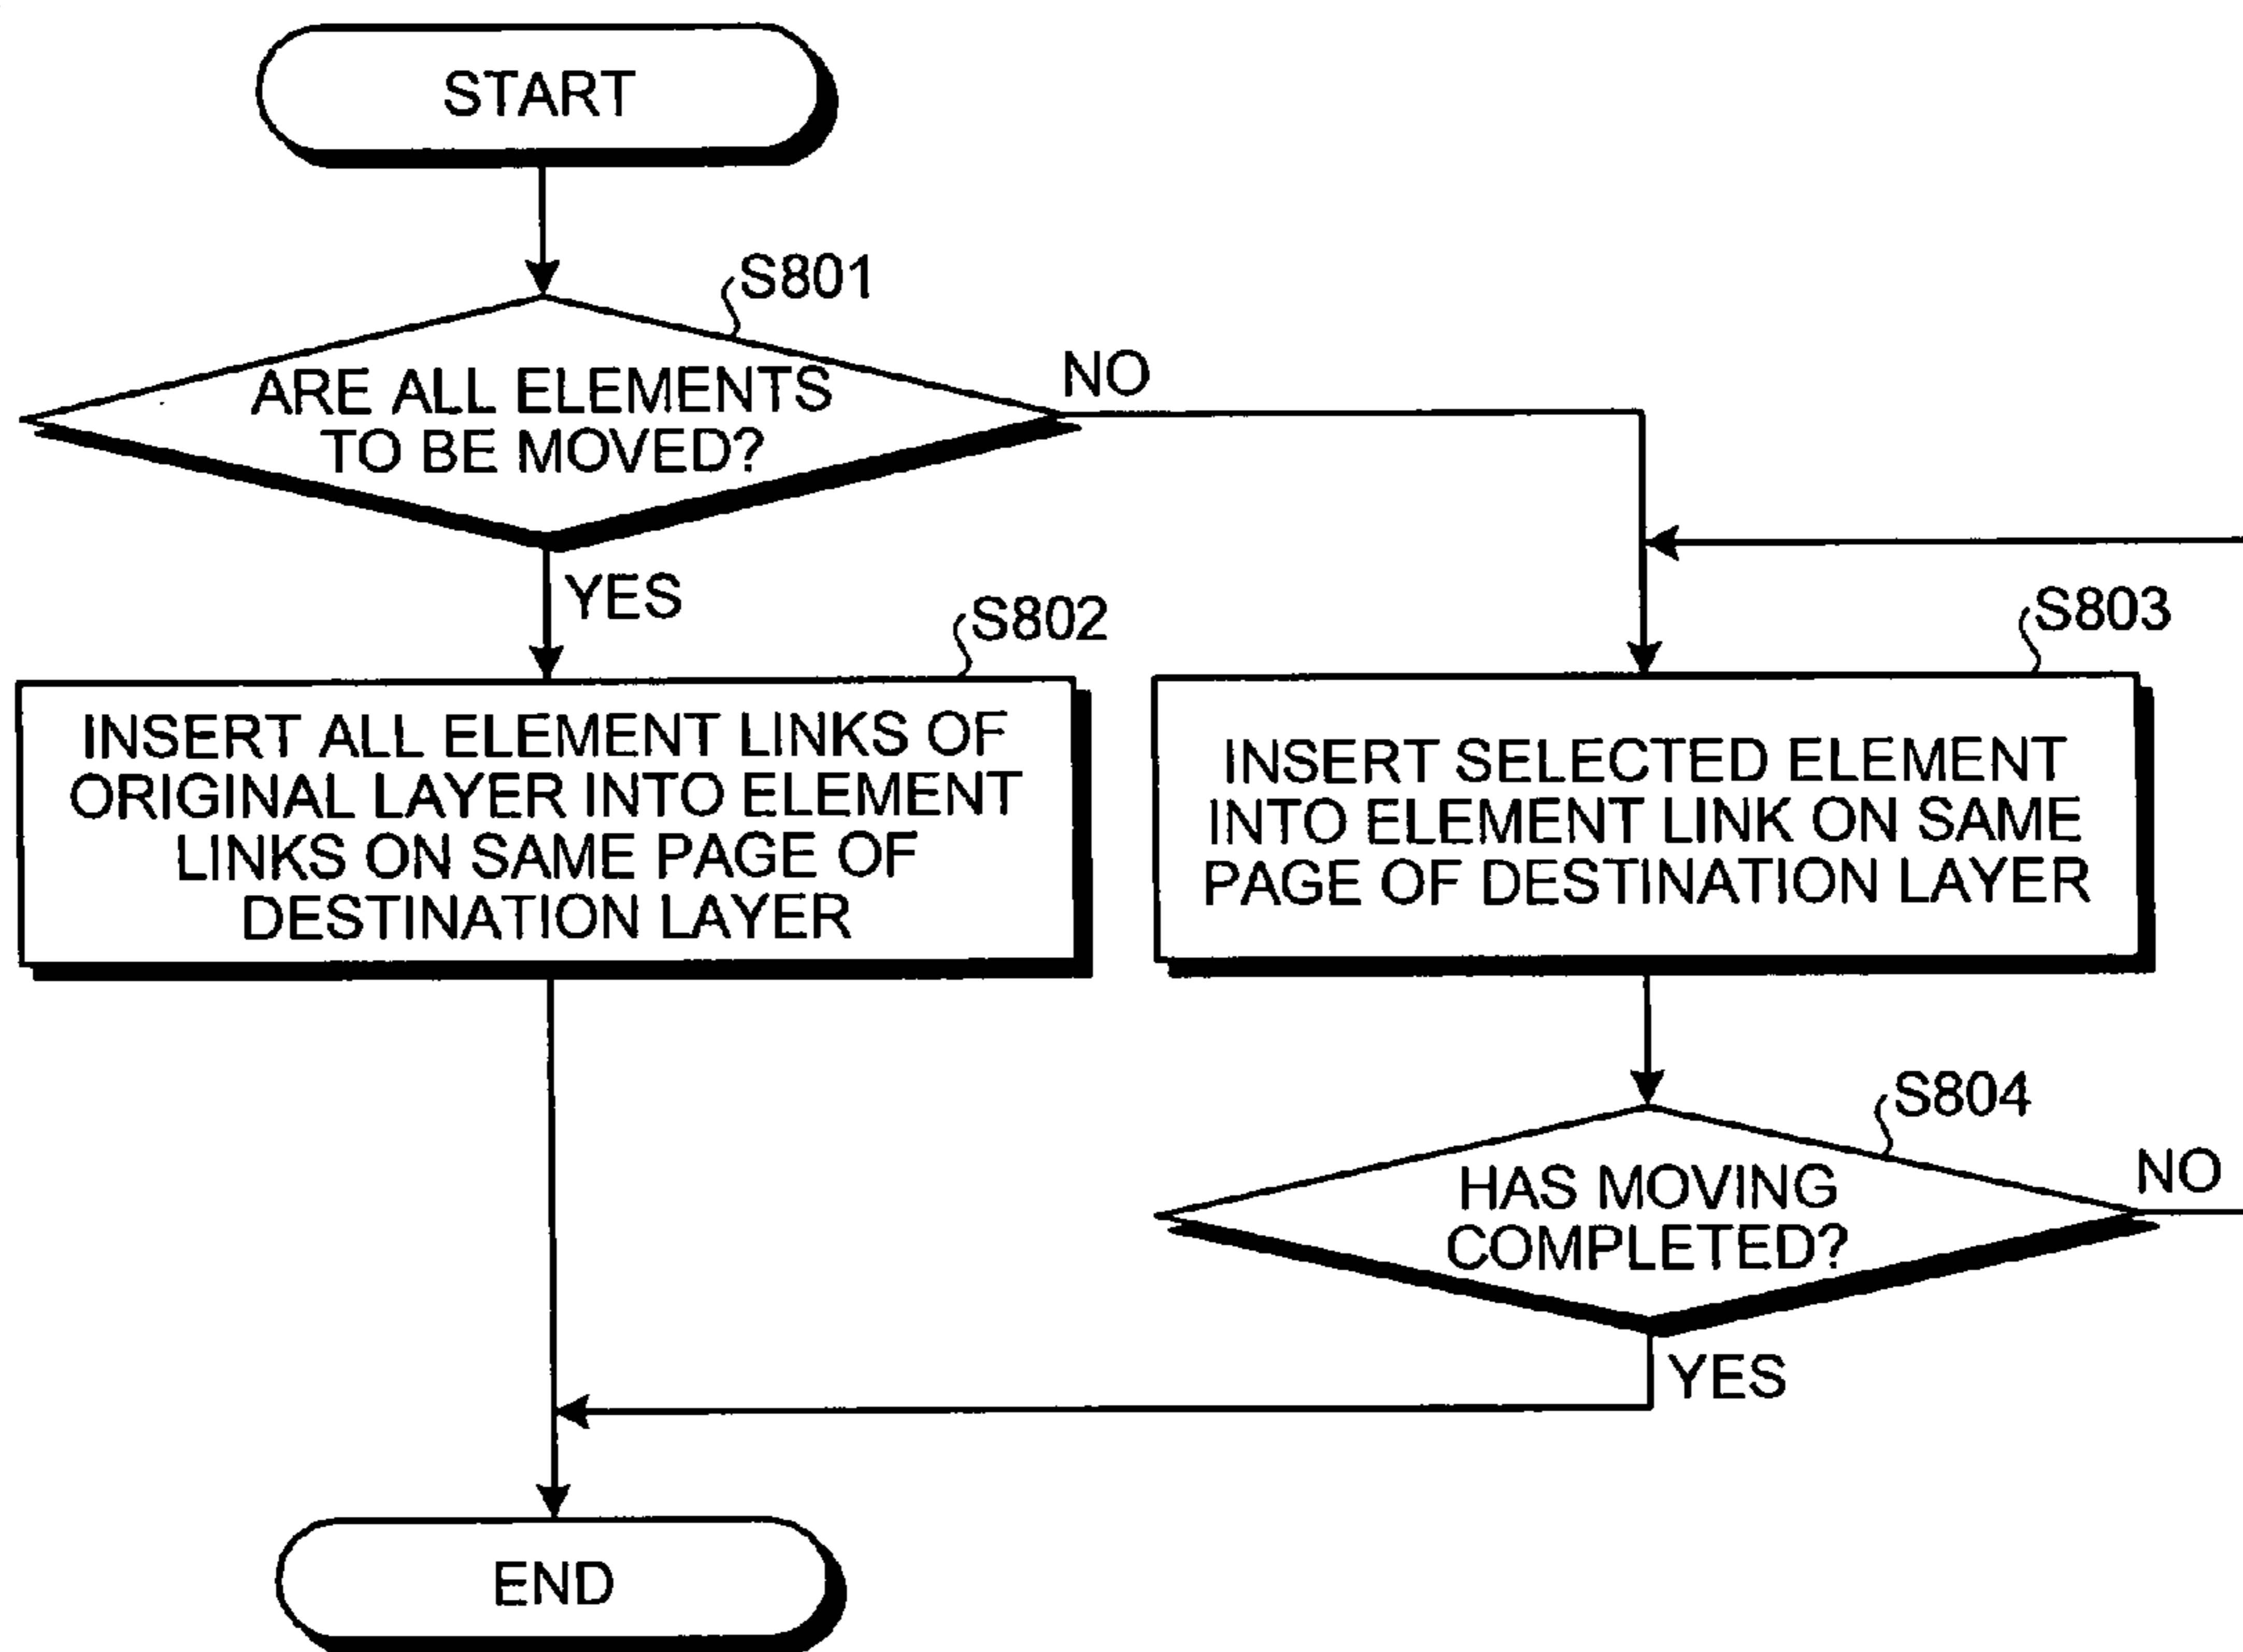 START
S801
ARE ALL ELEMENTS
TO BE MOVED?
NO
YES
S802
INSERT ALL ELEMENT LINKS OF
ORIGINAL LAYER INTO ELEMENT
LINKS ON SAME PAGE OF
DESTINATION LAYER
S803
INSERT SELECTED ELEMENT
INTO ELEMENT LINK ON SAME
PAGE OF DESTINATION LAYER
S804
HAS MOVING
COMPLETED?
NO
YES
END